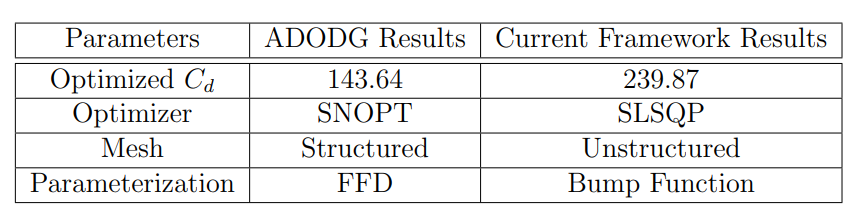 Parameters ADODG Results Current Framework Results
Optimized C_d 143.64 239.87
Optimizer SNOPT SLSQP
Mesh Structured Unstructured
Parameterization FFD Bump Function